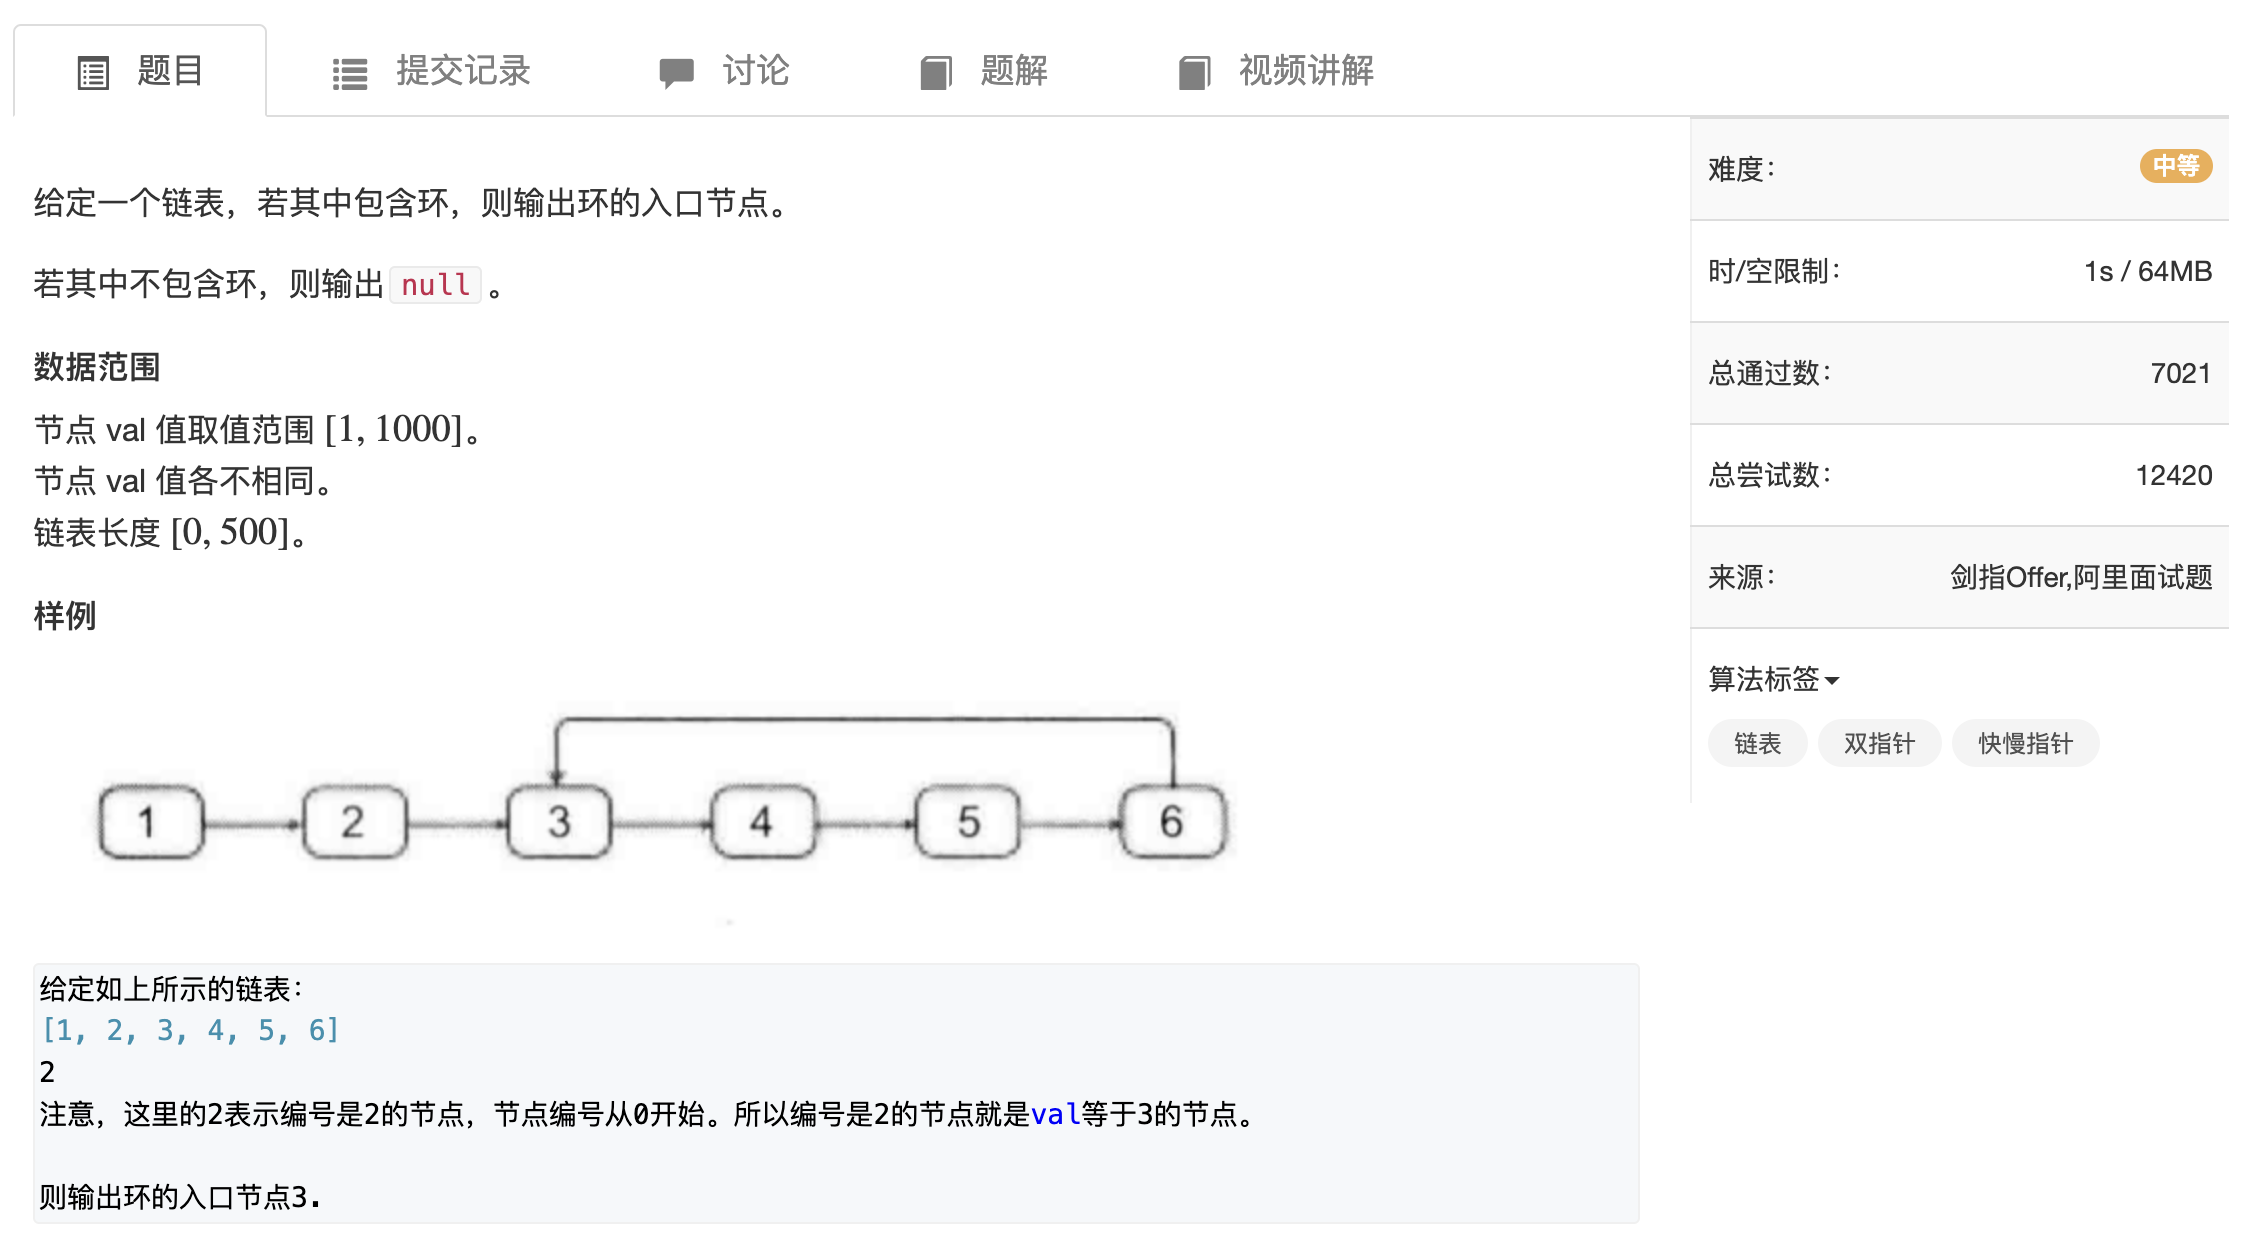 题目
提交记录
讨论
题解
视频讲解
给定一个链表，若其中包含环，则输出环的入口节点。
若其中不包含环，则输出 null 。
数据范围
节点 val 值取值范围 [1, 1000]。
节点 val 值各不相同。
链表长度 [0, 500]。
样例
1
2
3
4
5
6
给定如上所示的链表：
[1, 2, 3, 4, 5, 6]
2
注意，这里的2表示编号是2的节点，节点编号从0开始。所以编号是2的节点就是val等于3的节点。
则输出环的入口节点3.
难度： 中等
时/空限制： 1s / 64MB
总通过数： 7021
总尝试数： 12420
来源： 剑指Offer,阿里面试题
算法标签
链表
双指针
快慢指针